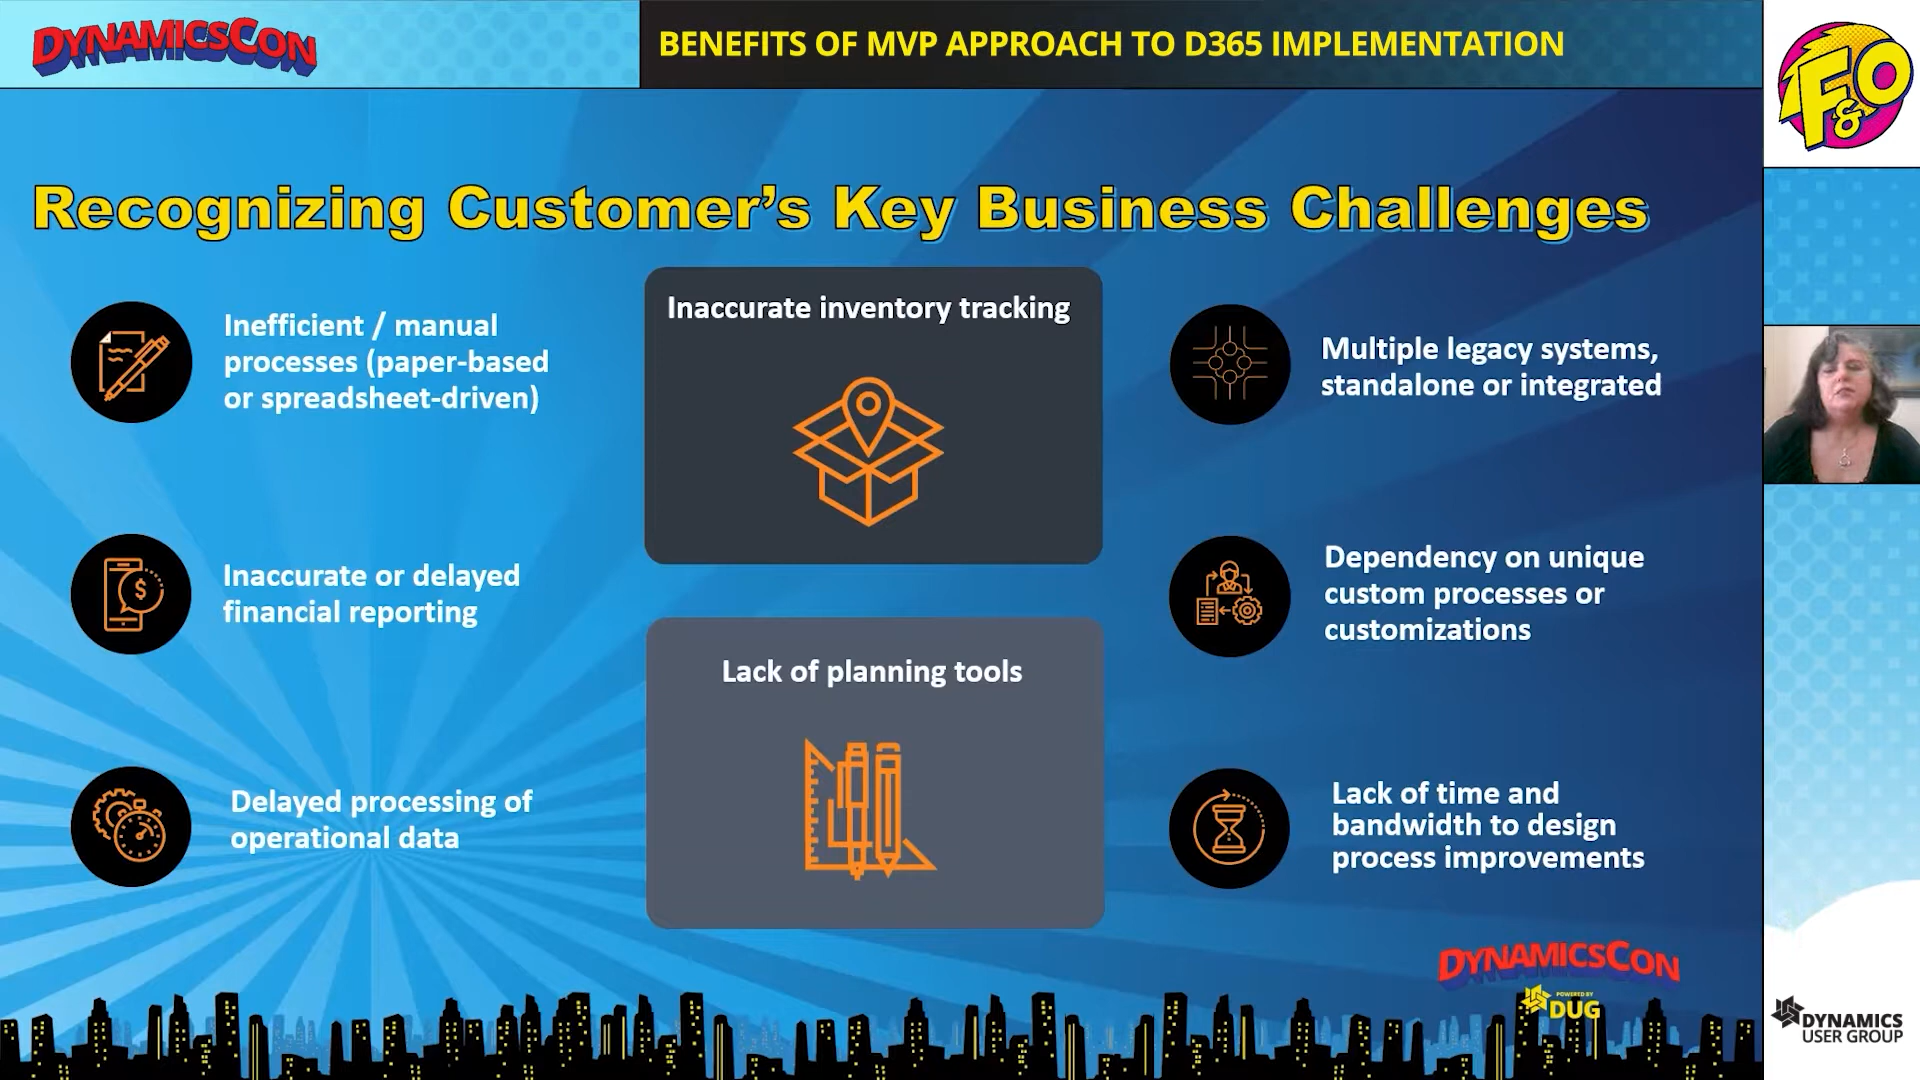 DYNAMICSCON
BENEFITS OF MVP APPROACH TO D365 IMPLEMENTATION
F&O
Recognizing Customer’s Key Business Challenges
Inefficient / manual
processes (paper-based
or spreadsheet-driven)
Inaccurate or delayed
financial reporting
Delayed processing of
operational data
Inaccurate inventory tracking
Lack of planning tools
Multiple legacy systems,
standalone or integrated
Dependency on unique
custom processes or
customizations
Lack of time and
bandwidth to design
process improvements
DYNAMICSCON
POWERED BY
DUG
DYNAMICS
USER GROUP